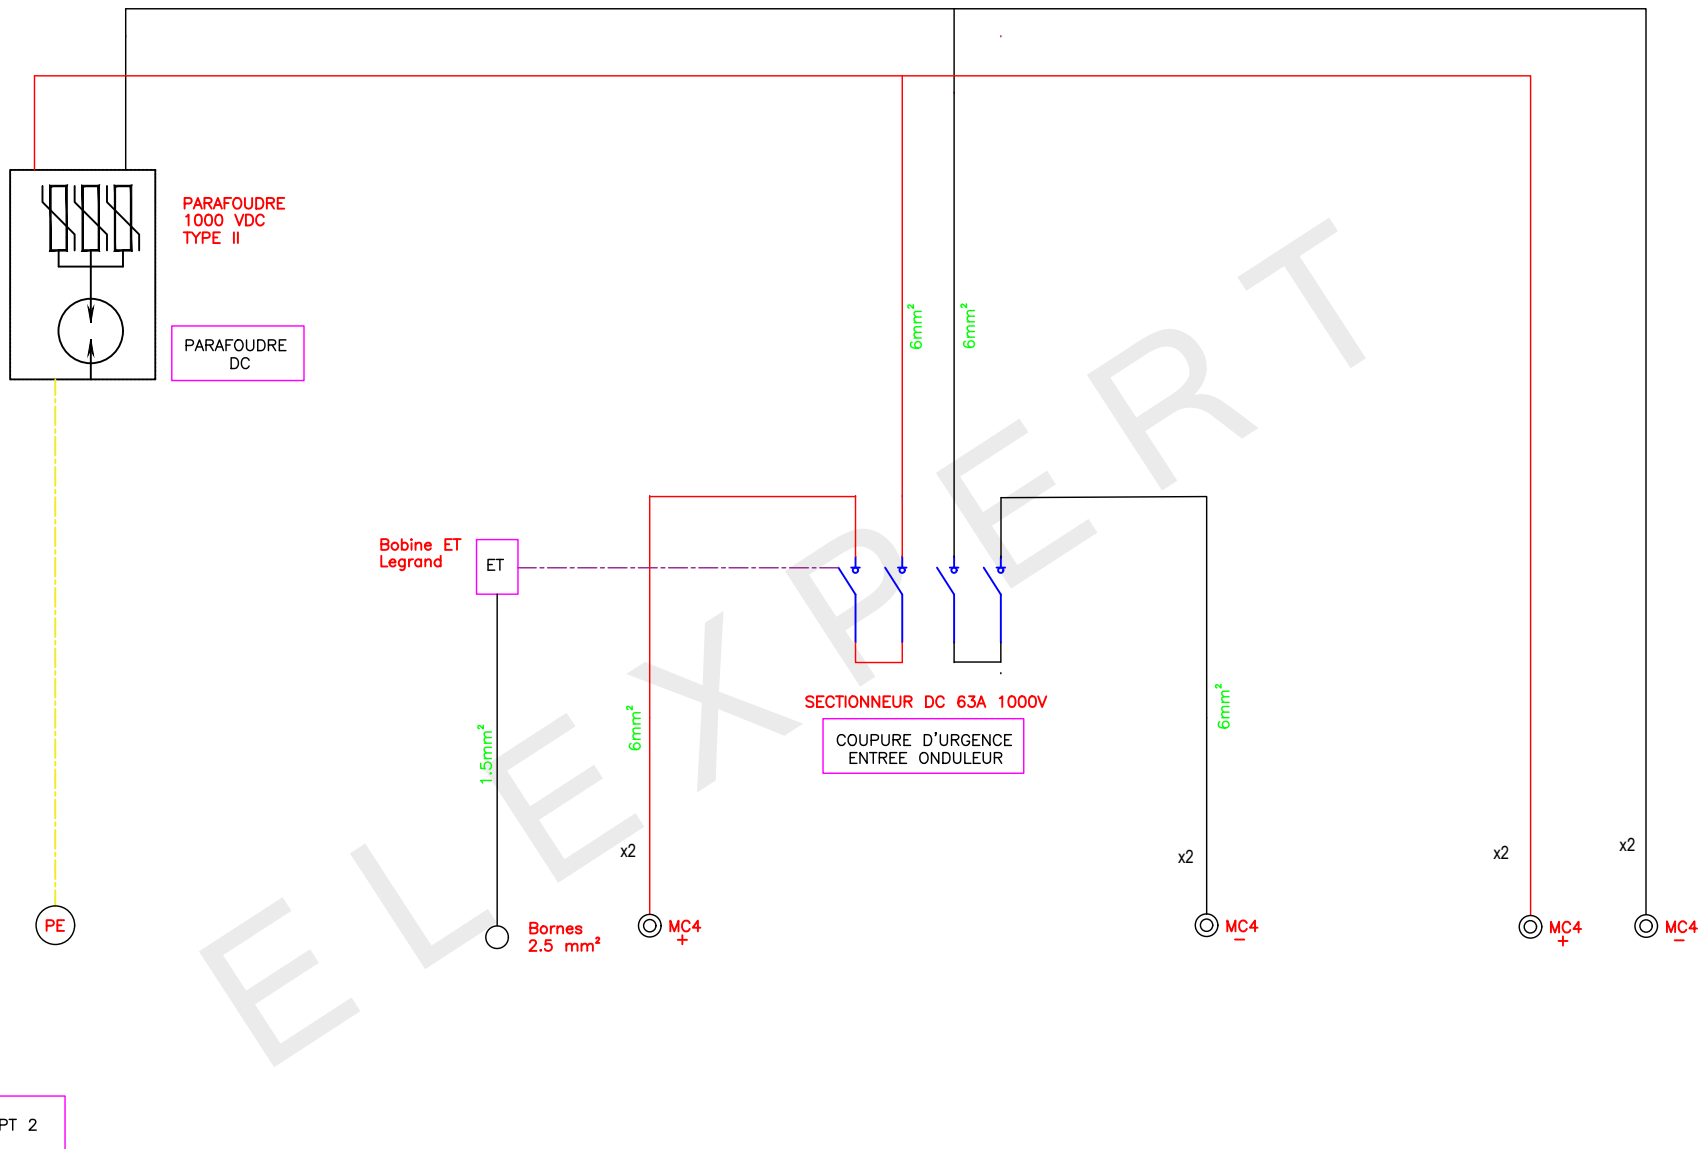 PARAFOUDRE
1000 VDC
TYPE II
PARAFOUDRE
DC
6mm²
6mm²
Bobine ET
Legrand
ET
SECTIONNEUR DC 63A 1000V
COUPURE D'URGENCE
ENTREE ONDULEUR
1.5mm²
6mm²
6mm²
x2
x2
x2
x2
PE
Bornes
2.5 mm²
MC4
+
MC4
−
MC4
+
MC4
−
ELEXPERT
PT 2